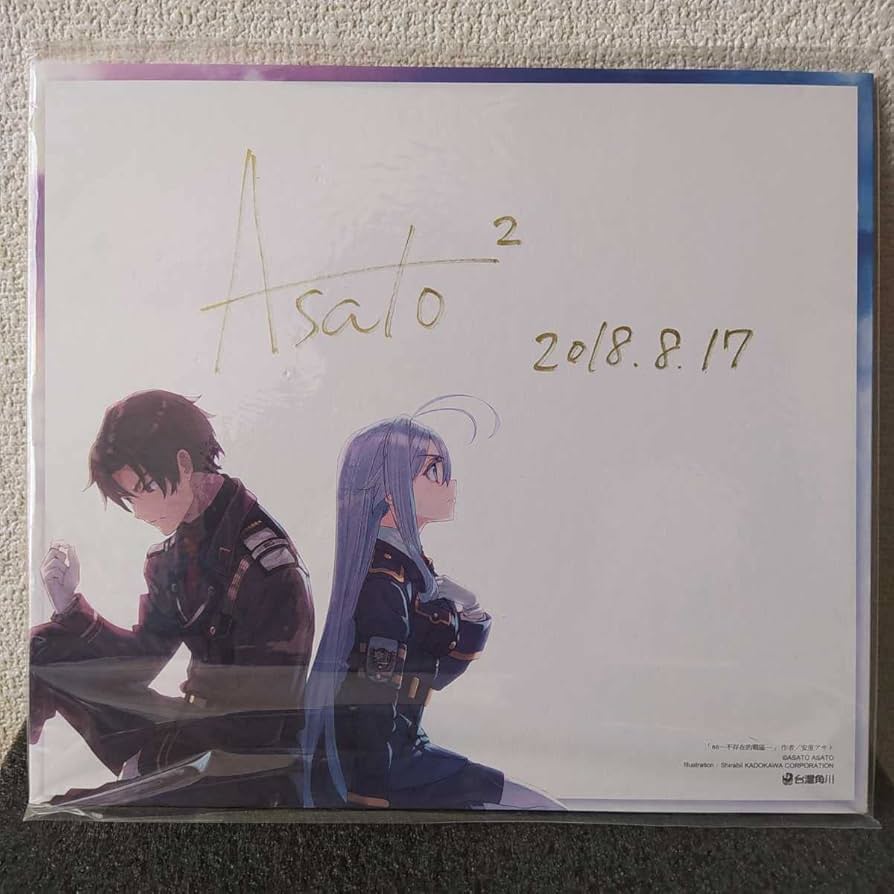 Asato²
2018.8.17
「86—不存在的戰區—」作者／安里アサト
©ASATO ASATO
Illustration / Shirabii KADOKAWA CORPORATION
台灣角川